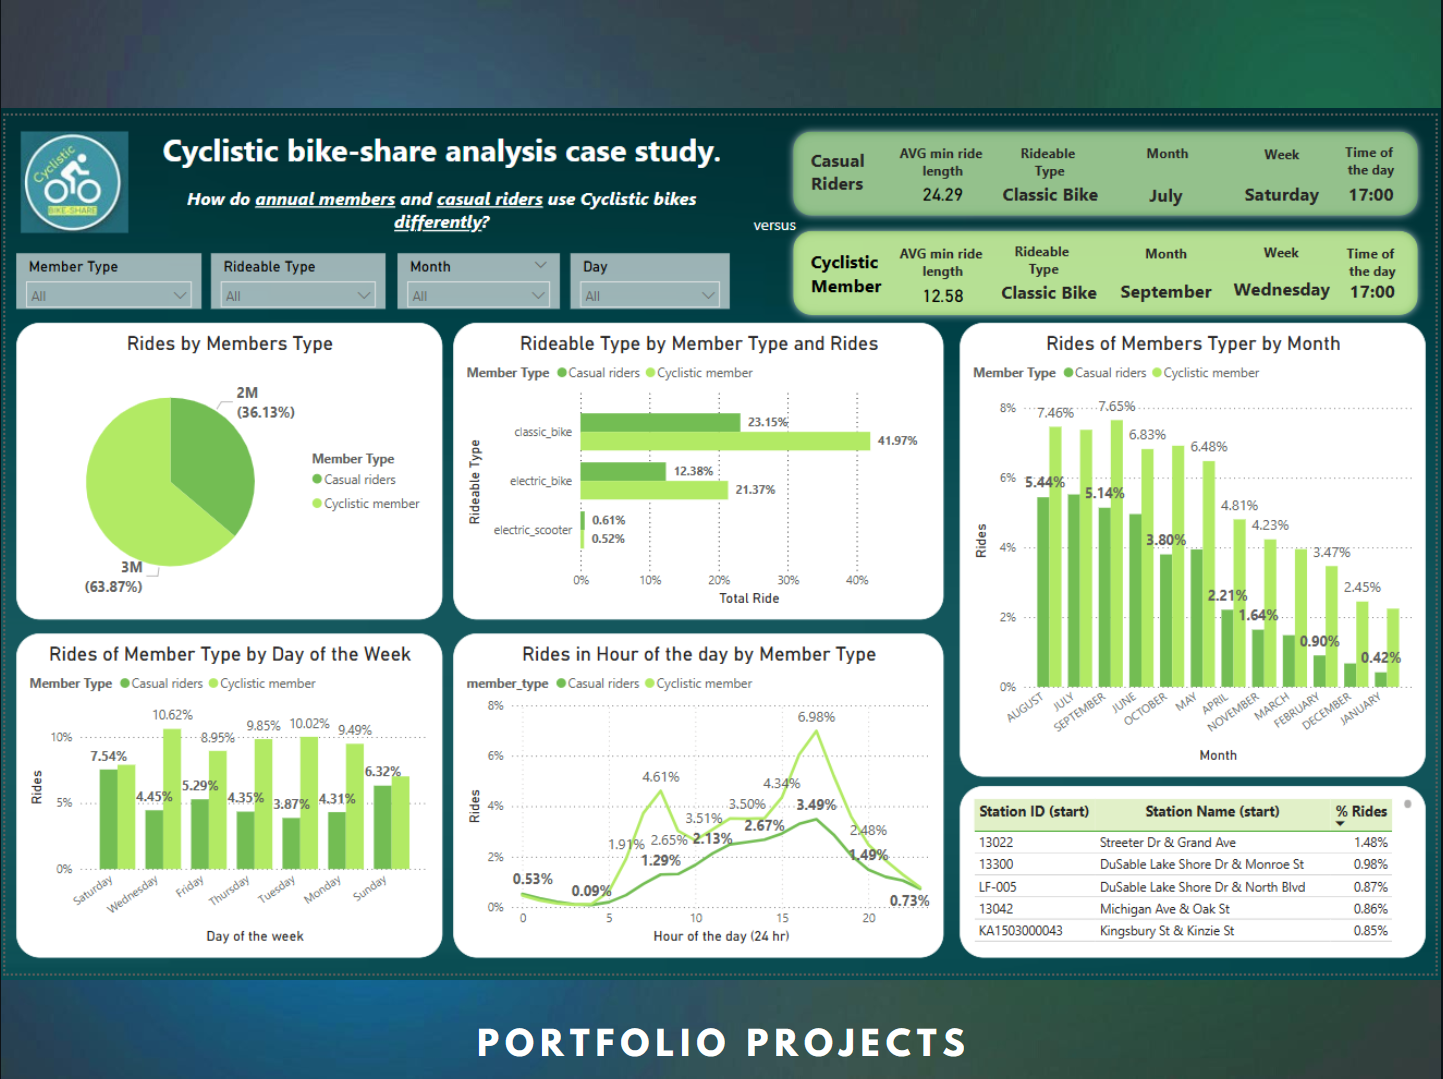 Cyclistic
BIKE-SHARE
Cyclistic bike-share analysis case study.
How do annual members and casual riders use Cyclistic bikes
differently?
versus
Casual
Riders
AVG min ride
length
24.29
Rideable
Type
Classic Bike
Month
July
Week
Saturday
Time of
the day
17:00
Cyclistic
Member
AVG min ride
length
12.58
Rideable
Type
Classic Bike
Month
September
Week
Wednesday
Time of
the day
17:00
Member Type
All
Rideable Type
All
Month
All
Day
All
Rides by Members Type
2M
(36.13%)
3M
(63.87%)
Member Type
Casual riders
Cyclistic member
Rideable Type by Member Type and Rides
Member Type Casual riders Cyclistic member
Rideable Type
classic_bike
23.15%
41.97%
electric_bike
12.38%
21.37%
electric_scooter
0.61%
0.52%
0% 10% 20% 30% 40%
Total Ride
Rides of Members Typer by Month
Member Type Casual riders Cyclistic member
Rides
8%
6%
4%
2%
0%
7.46%
7.65%
6.83%
6.48%
5.44%
5.14%
4.81%
4.23%
3.80%
3.47%
2.45%
2.21%
1.64%
0.90%
0.42%
AUGUST JULY SEPTEMBER JUNE OCTOBER MAY APRIL NOVEMBER MARCH FEBRUARY DECEMBER JANUARY
Month
Rides of Member Type by Day of the Week
Member Type Casual riders Cyclistic member
Rides
10%
5%
0%
7.54%
10.62%
4.45%
8.95%
5.29%
9.85%
4.35%
10.02%
3.87%
9.49%
4.31%
6.32%
Saturday Wednesday Friday Thursday Tuesday Monday Sunday
Day of the week
Rides in Hour of the day by Member Type
member_type Casual riders Cyclistic member
Rides
8%
6%
4%
2%
0%
0.53%
0.09%
1.91%
4.61%
1.29%
2.65%
3.51%
2.13%
3.50%
2.67%
4.34%
6.98%
3.49%
2.48%
1.49%
0.73%
0 5 10 15 20
Hour of the day (24 hr)
Station ID (start) Station Name (start) % Rides
13022 Streeter Dr & Grand Ave 1.48%
13300 DuSable Lake Shore Dr & Monroe St 0.98%
LF-005 DuSable Lake Shore Dr & North Blvd 0.87%
13042 Michigan Ave & Oak St 0.86%
KA1503000043 Kingsbury St & Kinzie St 0.85%
PORTFOLIO PROJECTS